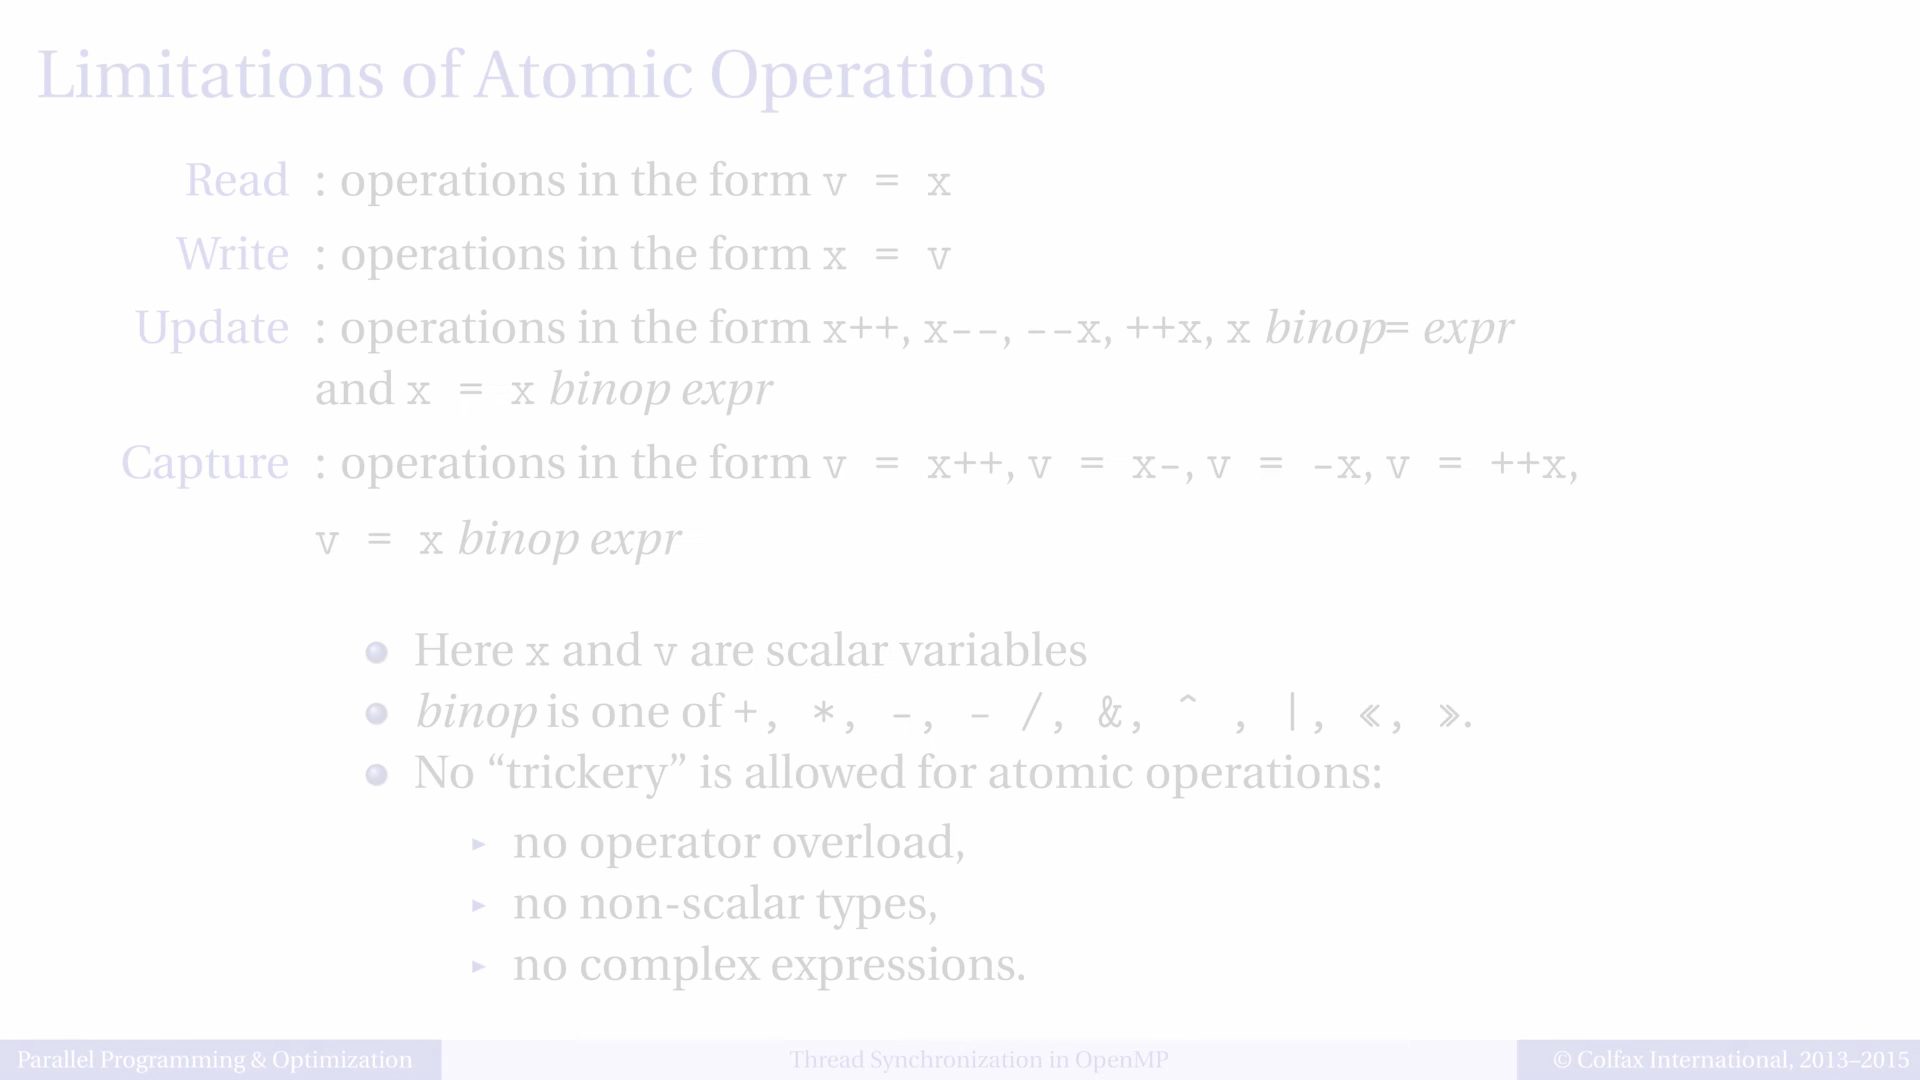 Limitations of Atomic Operations
Read : operations in the form v = x
Write : operations in the form x = v
Update : operations in the form x++, x--, --x, ++x, x binop= expr
and x = x binop expr
Capture : operations in the form v = x++, v = x-, v = -x, v = ++x,
v = x binop expr
Here x and v are scalar variables
binop is one of +, *, -, - /, &, ^ , |, «, ».
No “trickery” is allowed for atomic operations:
no operator overload,
no non-scalar types,
no complex expressions.
Parallel Programming & Optimization
Thread Synchronization in OpenMP
© Colfax International, 2013–2015